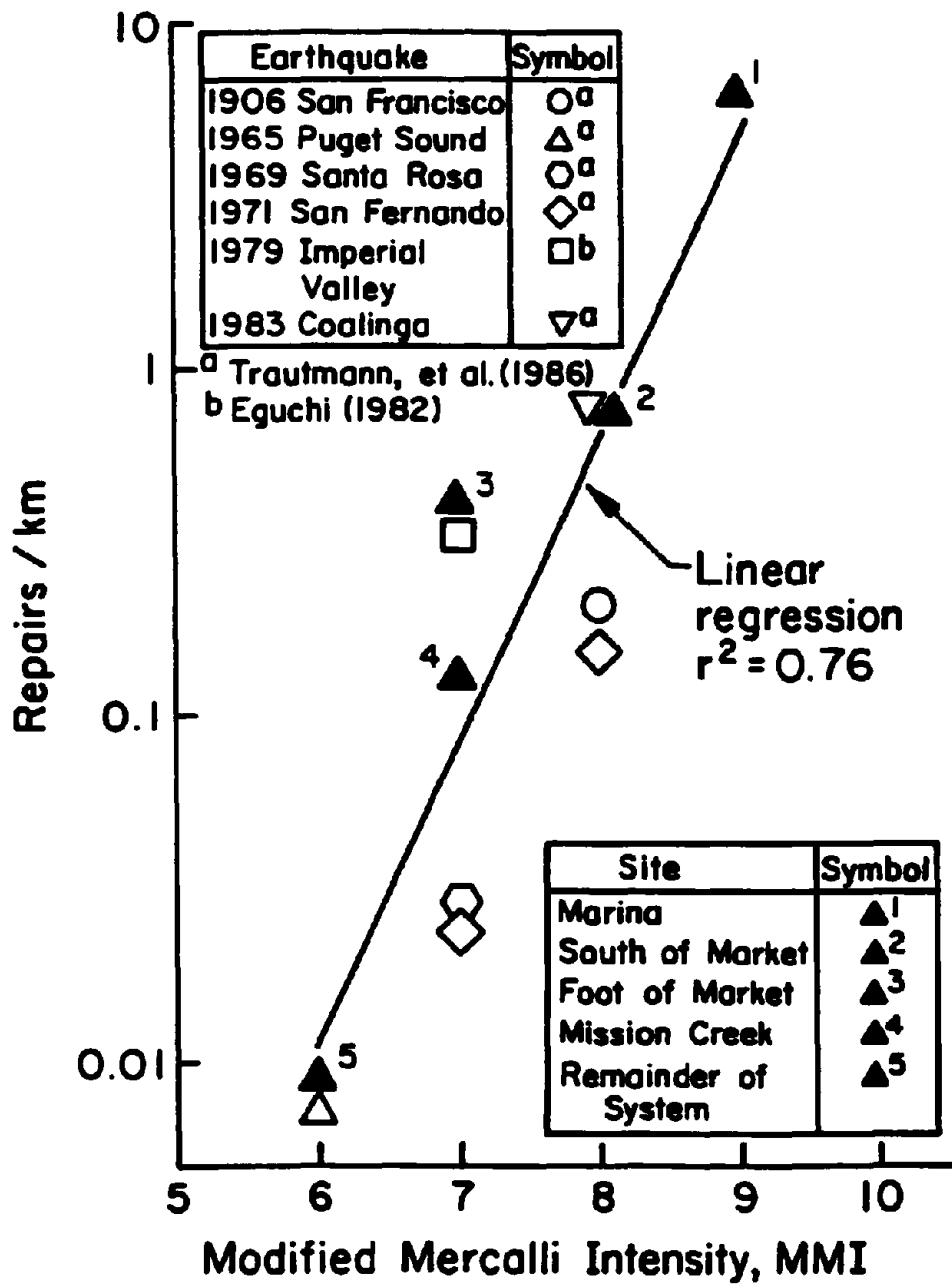 10
1
0.1
0.01
Repairs / km
Earthquake Symbol
1906 San Francisco a
1965 Puget Sound a
1969 Santa Rosa a
1971 San Fernando a
1979 Imperial b
Valley
1983 Coalinga a
a Trautmann, et al. (1986)
b Eguchi (1982)
1
2
3
4
5
Linear
regression
r² = 0.76
Site Symbol
Marina 1
South of Market 2
Foot of Market 3
Mission Creek 4
Remainder of 5
System
5 6 7 8 9 10
Modified Mercalli Intensity, MMI